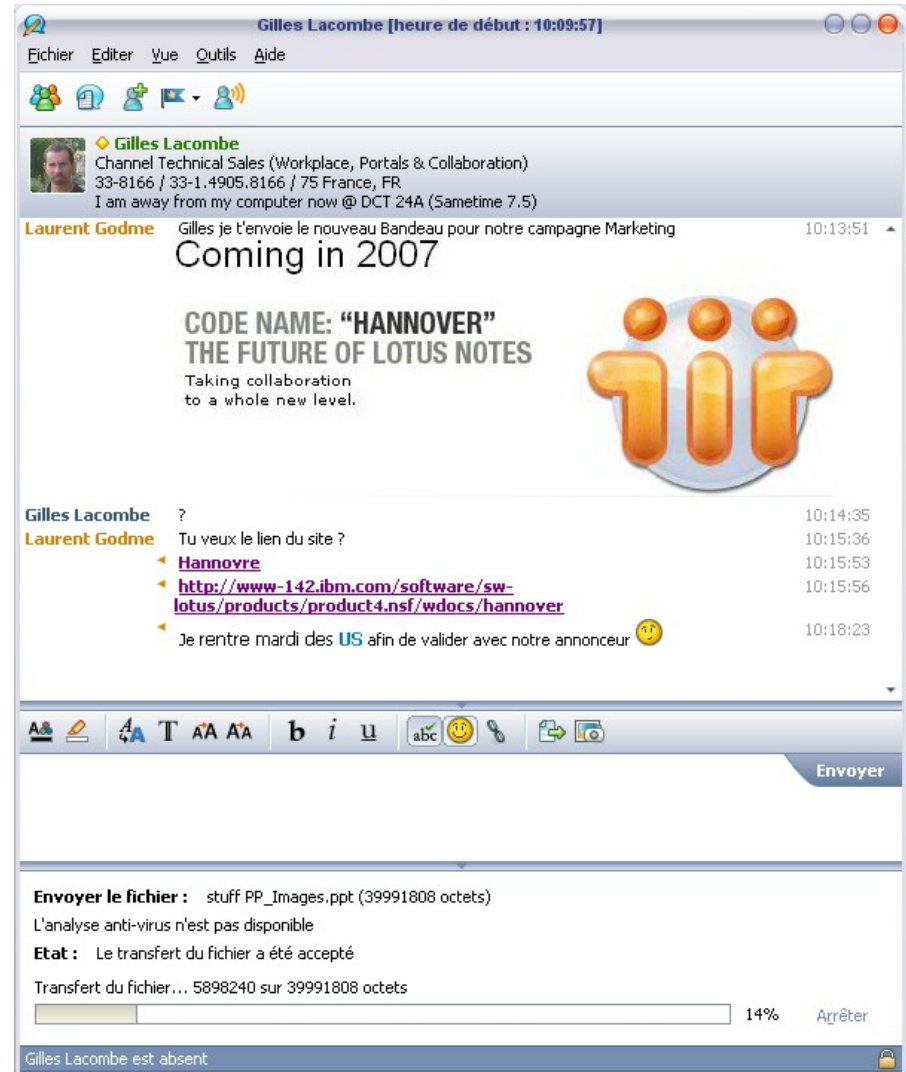 Gilles Lacombe [heure de début : 10:09:57]
Fichier Editer Vue Outils Aide
Gilles Lacombe
Channel Technical Sales (Workplace, Portals & Collaboration)
33-8166 / 33-1.4905.8166 / 75 France, FR
I am away from my computer now @ DCT 24A (Sametime 7.5)
Laurent Godme Gilles je t'envoie le nouveau Bandeau pour notre campagne Marketing 10:13:51
Coming in 2007
CODE NAME: “HANNOVER”
THE FUTURE OF LOTUS NOTES
Taking collaboration
to a whole new level.
Gilles Lacombe ? 10:14:35
Laurent Godme Tu veux le lien du site ? 10:15:36
Hannovre 10:15:53
http://www-142.ibm.com/software/sw- 10:15:56
lotus/products/product4.nsf/wdocs/hannover
Je rentre mardi des US afin de valider avec notre annonceur 10:18:23
A A A T AA AA b i u abc
Envoyer
Envoyer le fichier : stuff PP_Images.ppt (39991808 octets)
L'analyse anti-virus n'est pas disponible
Etat : Le transfert du fichier a été accepté
Transfert du fichier... 5898240 sur 39991808 octets
14% Arrêter
Gilles Lacombe est absent